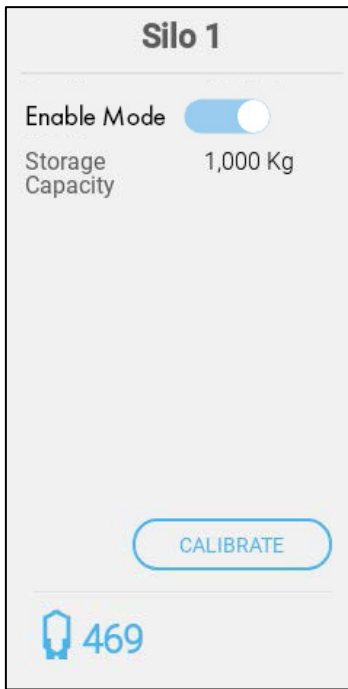 Silo 1
Enable Mode
Storage 1,000 Kg
Capacity
CALIBRATE
469